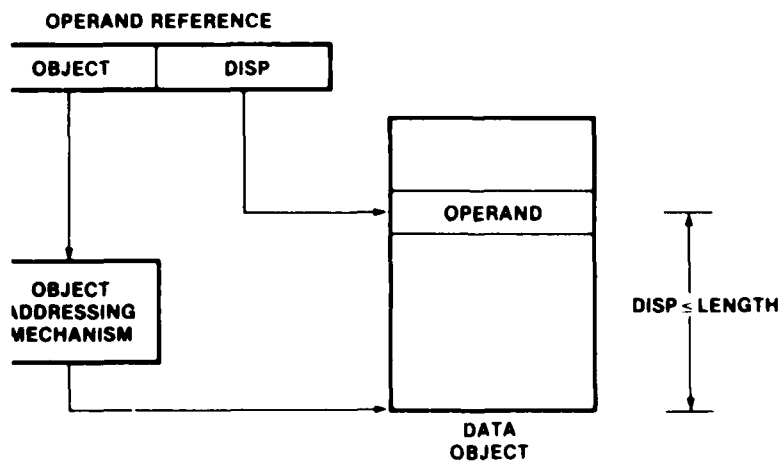 OPERAND REFERENCE
OBJECT DISP
OPERAND
OBJECT
ADDRESSING
MECHANISM
DISP ≤ LENGTH
DATA
OBJECT